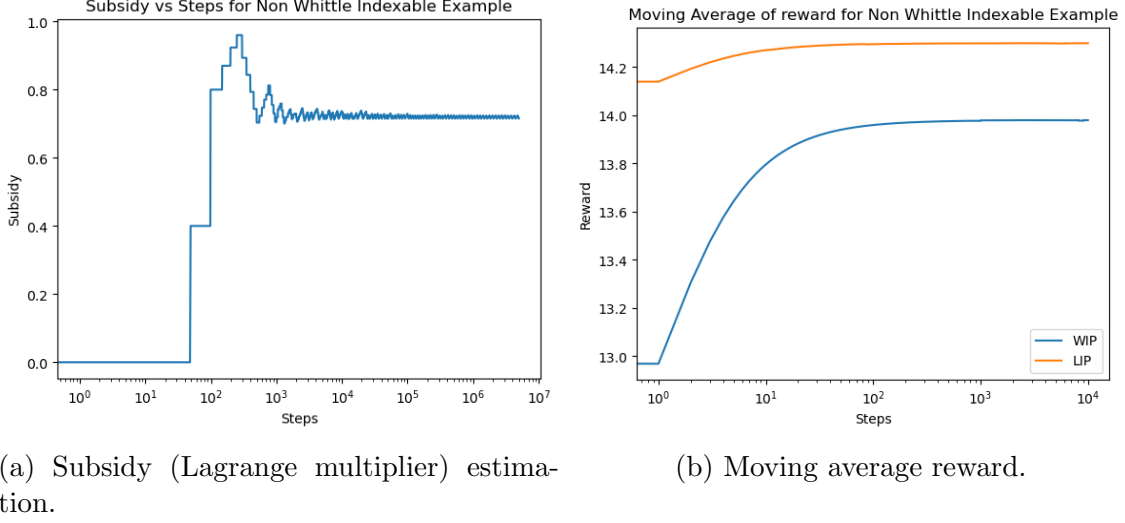 Subsidy vs Steps for Non Whittle Indexable Example
1.0
0.8
0.6
0.4
0.2
0.0
Subsidy
10^0
10^1
10^2
10^3
10^4
10^5
10^6
10^7
Steps
(a) Subsidy (Lagrange multiplier) estima-
tion.
Moving Average of reward for Non Whittle Indexable Example
14.2
14.0
13.8
13.6
13.4
13.2
13.0
Reward
WIP
LIP
10^0
10^1
10^2
10^3
10^4
Steps
(b) Moving average reward.